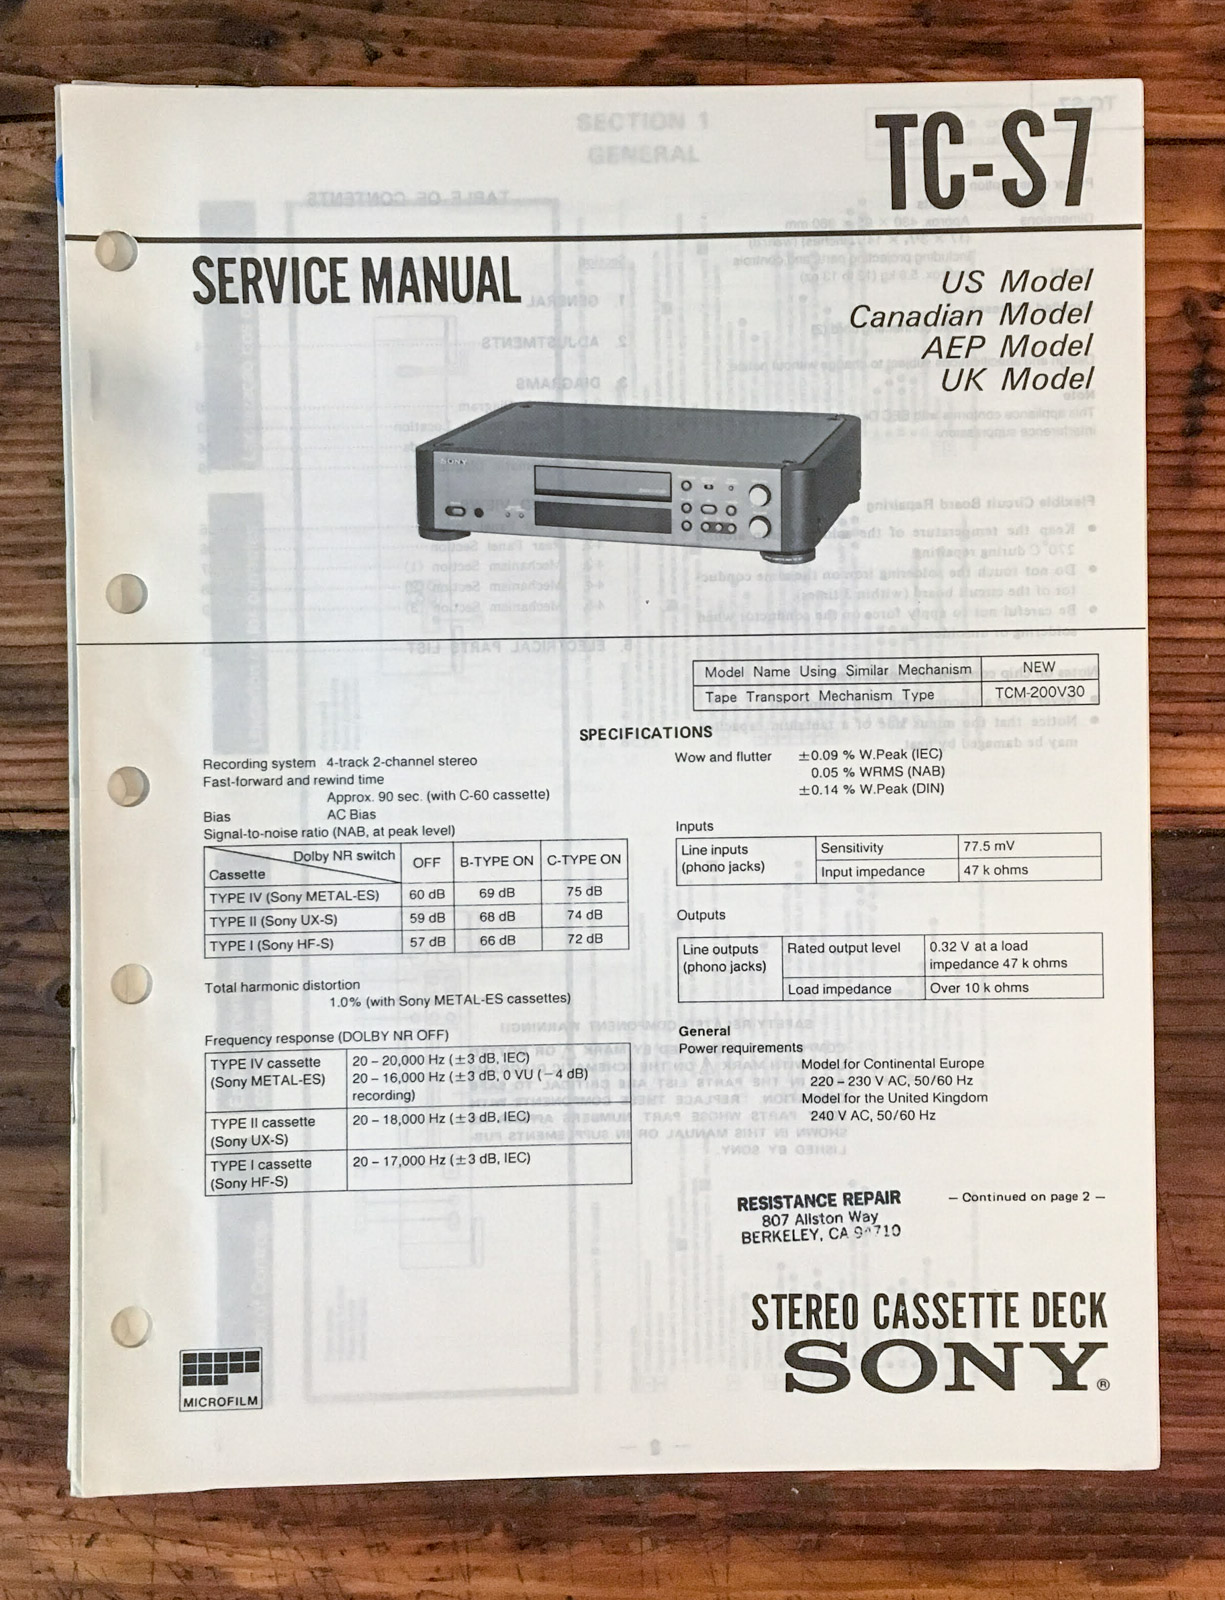 TC-S7
SERVICE MANUAL
US Model
Canadian Model
AEP Model
UK Model
SONY
Model Name Using Similar Mechanism NEW
Tape Transport Mechanism Type TCM-200V30
SPECIFICATIONS
Recording system 4-track 2-channel stereo
Fast-forward and rewind time
Approx. 90 sec. (with C-60 cassette)
Bias AC Bias
Signal-to-noise ratio (NAB, at peak level)
Dolby NR switch
Cassette
OFF B-TYPE ON C-TYPE ON
TYPE IV (Sony METAL-ES) 60 dB 69 dB 75 dB
TYPE II (Sony UX-S) 59 dB 68 dB 74 dB
TYPE I (Sony HF-S) 57 dB 66 dB 72 dB
Total harmonic distortion
1.0% (with Sony METAL-ES cassettes)
Frequency response (DOLBY NR OFF)
TYPE IV cassette 20 – 20,000 Hz (±3 dB, IEC)
(Sony METAL-ES) 20 – 16,000 Hz (±3 dB, 0 VU (−4 dB)
recording)
TYPE II cassette 20 – 18,000 Hz (±3 dB, IEC)
(Sony UX-S)
TYPE I cassette 20 – 17,000 Hz (±3 dB, IEC)
(Sony HF-S)
Wow and flutter ±0.09 % W.Peak (IEC)
0.05 % WRMS (NAB)
±0.14 % W.Peak (DIN)
Inputs
Line inputs Sensitivity 77.5 mV
(phono jacks) Input impedance 47 k ohms
Outputs
Line outputs Rated output level 0.32 V at a load
(phono jacks) impedance 47 k ohms
Load impedance Over 10 k ohms
General
Power requirements
Model for Continental Europe
220 – 230 V AC, 50/60 Hz
Model for the United Kingdom
240 V AC, 50/60 Hz
RESISTANCE REPAIR
807 Allston Way
BERKELEY, CA
— Continued on page 2 —
STEREO CASSETTE DECK
SONY®
MICROFILM